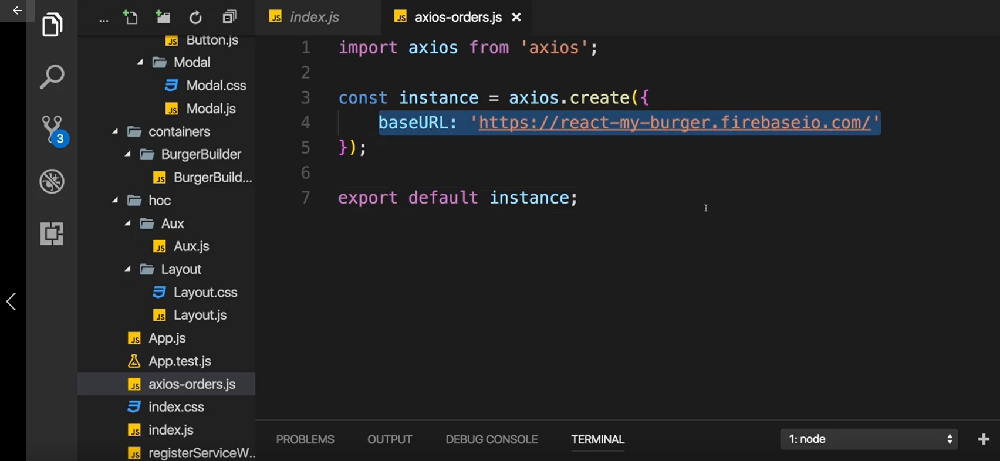 index.js
axios-orders.js
Button.js
Modal
Modal.css
Modal.js
containers
BurgerBuilder
BurgerBuild...
hoc
Aux
Aux.js
Layout
Layout.css
Layout.js
App.js
App.test.js
axios-orders.js
index.css
index.js
registerServiceW...
3
1 import axios from 'axios';
2
3 const instance = axios.create({
4 baseURL: 'https://react-my-burger.firebaseio.com/'
5 });
6
7 export default instance;
PROBLEMS OUTPUT DEBUG CONSOLE TERMINAL 1: node